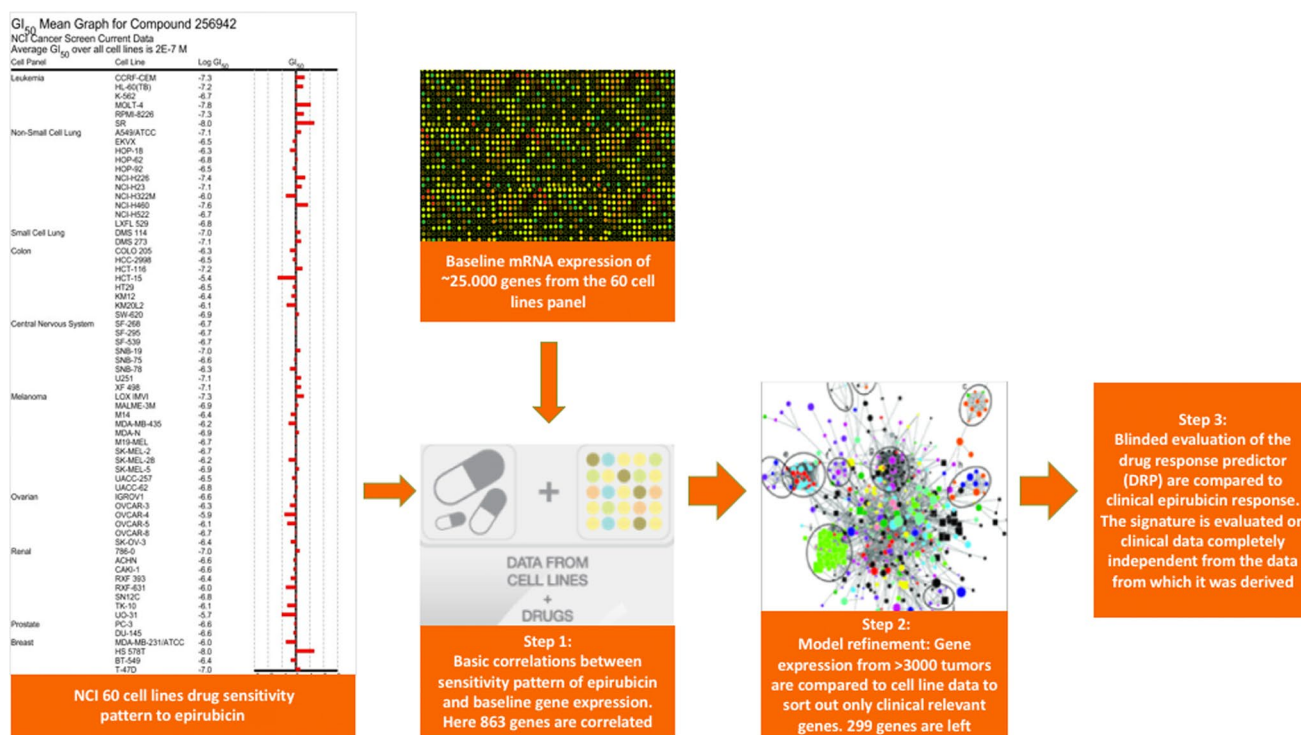 GI50 Mean Graph for Compound 256942
NCI Cancer Screen Current Data
Average GI50 over all cell lines is 2E-7 M
Cell Panel Cell Line Log GI50 GI50
Leukemia CCRF-CEM -7.3
HL-60(TB) -7.2
K-562 -6.7
MOLT-4 -7.8
RPMI-8226 -7.3
SR -8.0
Non-Small Cell Lung A549/ATCC -7.1
EKVX -6.5
HOP-18 -6.3
HOP-62 -6.8
HOP-92 -6.5
NCI-H226 -7.4
NCI-H23 -7.1
NCI-H322M -6.0
NCI-H460 -7.6
NCI-H522 -6.7
LXFL 529 -6.8
Small Cell Lung DMS 114 -7.0
DMS 273 -7.1
Colon COLO 205 -6.3
HCC-2998 -6.5
HCT-116 -7.2
HCT-15 -5.4
HT29 -6.5
KM12 -6.4
KM20L2 -6.1
SW-620 -6.9
Central Nervous System SF-268 -6.7
SF-295 -6.7
SF-539 -6.7
SNB-19 -7.0
SNB-75 -6.6
SNB-78 -6.3
U251 -7.1
XF 498 -7.1
Melanoma LOX IMVI -7.3
MALME-3M -6.9
M14 -6.4
MDA-MB-435 -6.2
MDA-N -6.9
M19-MEL -6.7
SK-MEL-2 -6.7
SK-MEL-28 -6.2
SK-MEL-5 -6.9
UACC-257 -6.5
UACC-62 -6.8
Ovarian IGROV1 -6.6
OVCAR-3 -6.3
OVCAR-4 -5.9
OVCAR-5 -6.1
OVCAR-8 -6.7
SK-OV-3 -6.4
Renal 786-0 -7.0
ACHN -6.6
CAKI-1 -6.6
RXF 393 -6.4
RXF-631 -6.0
SN12C -6.8
TK-10 -6.1
UO-31 -5.7
Prostate PC-3 -6.6
DU-145 -6.6
Breast MDA-MB-231/ATCC -6.0
HS 578T -8.0
BT-549 -6.4
T-47D -7.0
NCI 60 cell lines drug sensitivity
pattern to epirubicin
Baseline mRNA expression of
~25.000 genes from the 60 cell
lines panel
+
DATA FROM
CELL LINES
+
DRUGS
Step 1:
Basic correlations between
sensitivity pattern of epirubicin
and baseline gene expression.
Here 863 genes are correlated
Step 2:
Model refinement: Gene
expression from >3000 tumors
are compared to cell line data to
sort out only clinical relevant
genes. 299 genes are left
Step 3:
Blinded evaluation of the
drug response predictor
(DRP) are compared to
clinical epirubicin response.
The signature is evaluated on
clinical data completely
independent from the data
from which it was derived